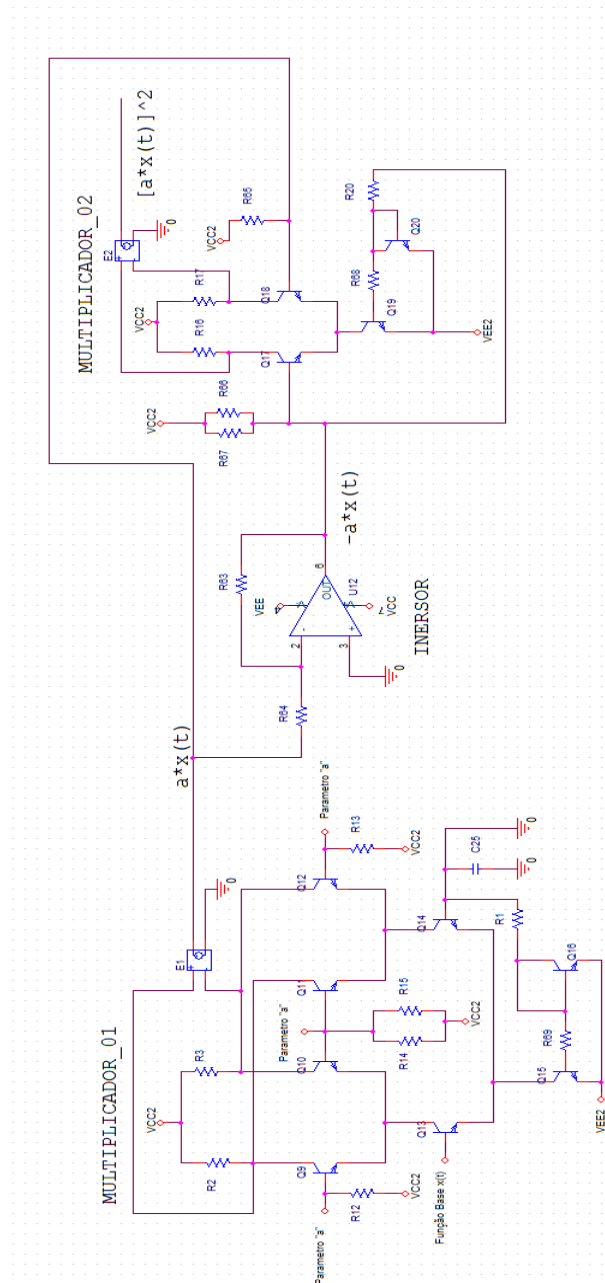 MULTIPLICADOR_01
VCC2
R2
R3
E1
0
Q9
Q10
Q11
Q12
Parametro "a"
R12
VCC2
Parametro "a"
R14
R15
VCC2
Parametro "a"
R13
VCC2
Função Base x(t)
Q13
Q14
C25
0
0
R1
Q15
R69
Q16
VEE2
a*x(t)
R64
R63
VEE
2
3
-
+
OUT
6
U12
VCC
0
INERSOR
-a*x(t)
MULTIPLICADOR_02
VCC2
R67
R66
VCC2
R16
R17
E2
0
[a*x(t)]^2
Q17
Q18
VCC2
R65
Q19
R68
Q20
R20
VEE2